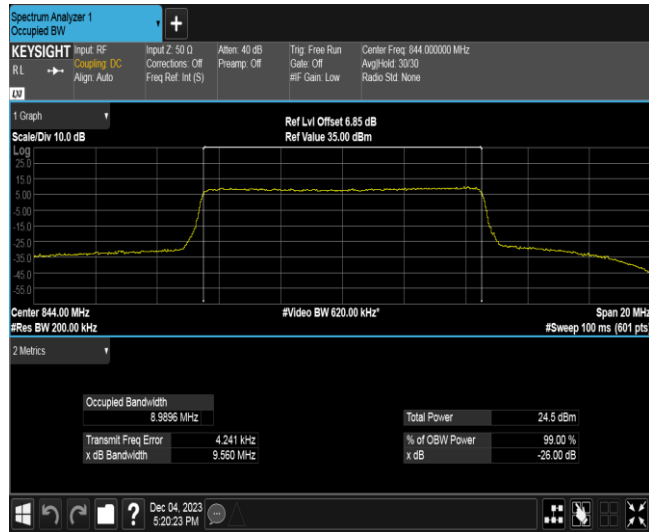 Spectrum Analyzer 1
Occupied BW
+
KEYSIGHT
RL
LXI
Input: RF
Coupling: DC
Align: Auto
Input Z: 50 Ω
Corrections: Off
Freq Ref: Int (S)
Atten: 40 dB
Preamp: Off
Trig: Free Run
Gate: Off
#IF Gain: Low
Center Freq: 844.000000 MHz
Avg|Hold: 30/30
Radio Std: None
1 Graph
Scale/Div 10.0 dB
Ref Lvl Offset 6.85 dB
Ref Value 35.00 dBm
Log
25.0
15.0
5.00
-5.00
-15.0
-25.0
-35.0
-45.0
-55.0
Center 844.00 MHz
#Res BW 200.00 kHz
#Video BW 620.00 kHz*
Span 20 MHz
#Sweep 100 ms (601 pts)
2 Metrics
Occupied Bandwidth
8.9896 MHz
Transmit Freq Error 4.241 kHz
x dB Bandwidth 9.560 MHz
Total Power 24.5 dBm
% of OBW Power 99.00 %
x dB -26.00 dB
?
Dec 04, 2023
5:20:23 PM